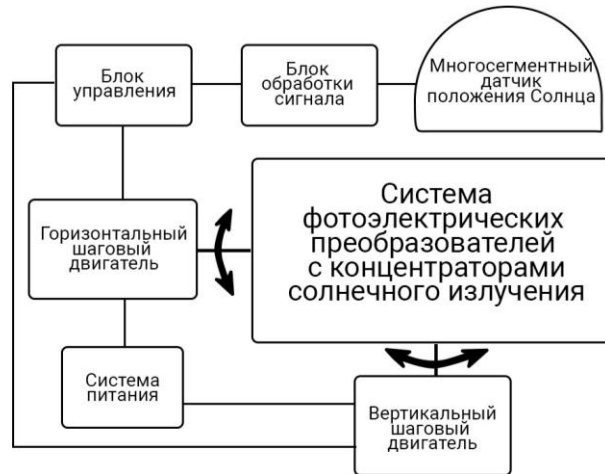 Блок
управления
Блок
обработки
сигнала
Многосегментный
датчик
положения Солнца
Горизонтальный
шаговый
двигатель
Система
фотоэлектрических
преобразователей
с концентраторами
солнечного излучения
Система
питания
Вертикальный
шаговый
двигатель